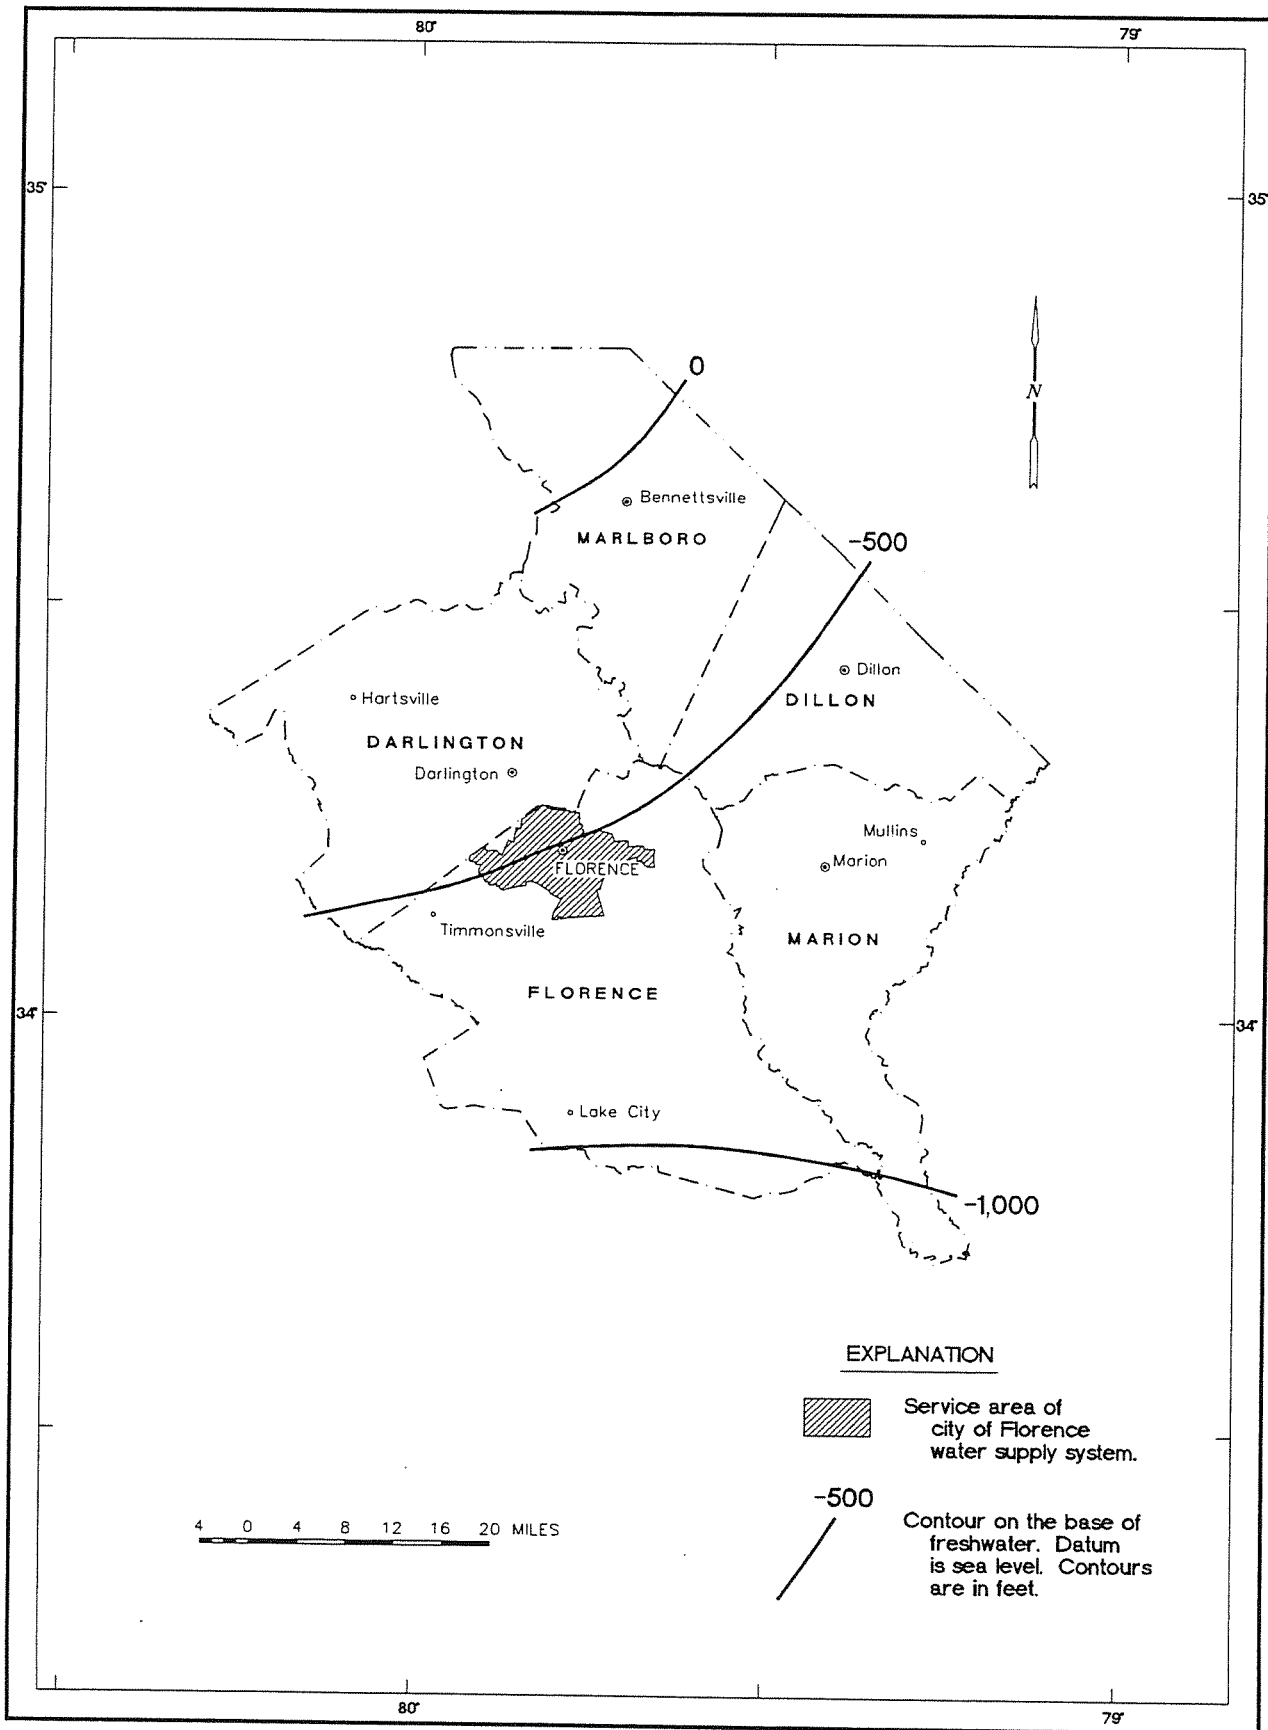 80°
79°
35°
35°
0
N
Bennettsville
MARLBORO
-500
Dillon
DILLON
Hartsville
DARLINGTON
Darlington
Mullins
Marion
FLORENCE
Timmonsville
MARION
FLORENCE
34°
34°
Lake City
-1,000
EXPLANATION
Service area of
city of Florence
water supply system.
-500
Contour on the base of
freshwater. Datum
is sea level. Contours
are in feet.
4 0 4 8 12 16 20 MILES
80°
79°